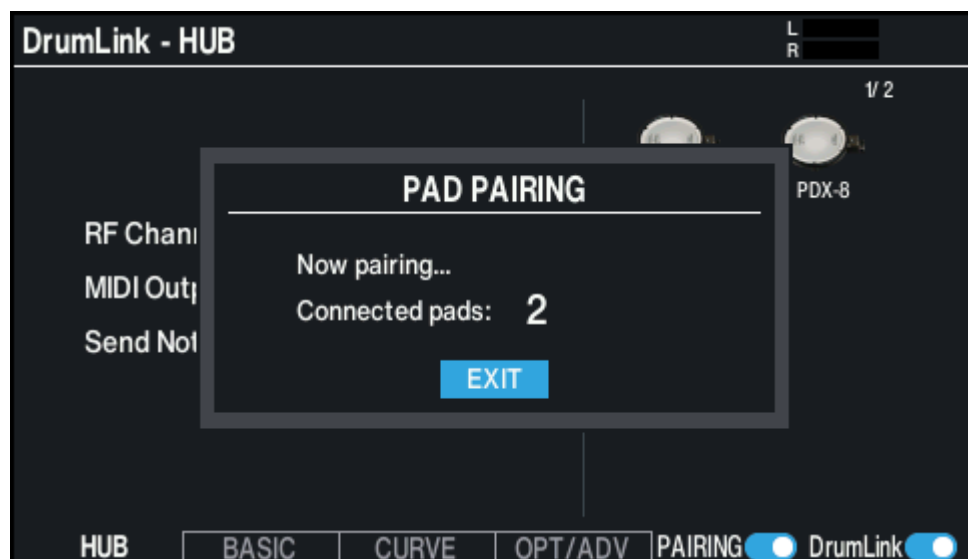 DrumLink - HUB
L
R
1/ 2
PAD PAIRING
PDX-8
RF Chan
Now pairing...
MIDI Out
Connected pads: 2
Send Not
EXIT
HUB BASIC CURVE OPT/ADV PAIRING DrumLink